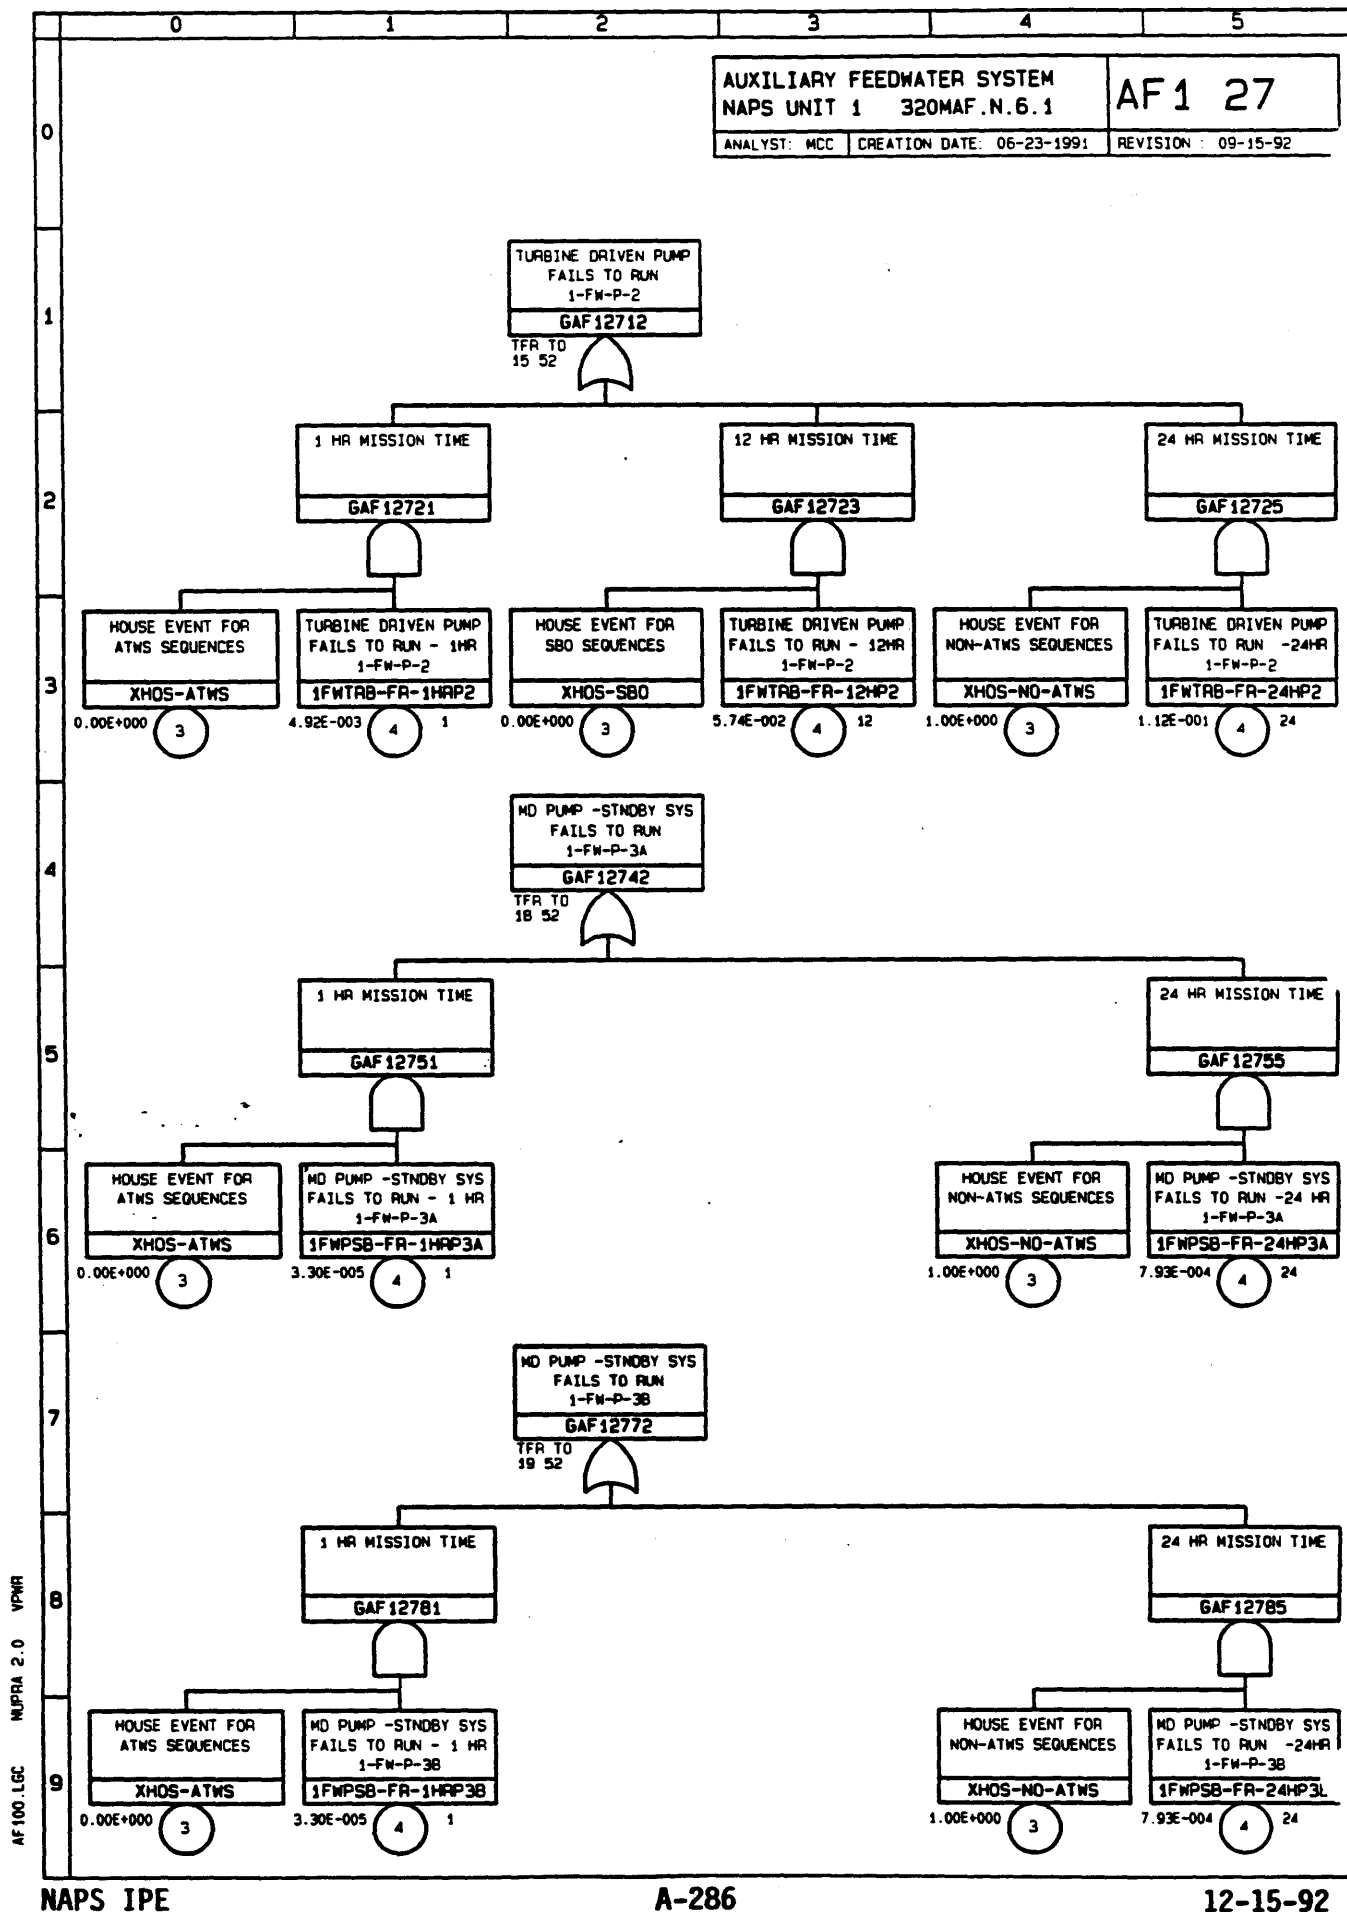 0 1 2 3 4 5
AUXILIARY FEEDWATER SYSTEM
NAPS UNIT 1 320MAF.N.6.1
AF1 27
ANALYST: MCC CREATION DATE: 06-23-1991 REVISION : 09-15-92
0
TURBINE DRIVEN PUMP
FAILS TO RUN
1-FW-P-2
GAF12712
TFR TO
15 52
1
1 HR MISSION TIME
GAF12721
12 HR MISSION TIME
GAF12723
24 HR MISSION TIME
GAF12725
2
HOUSE EVENT FOR
ATWS SEQUENCES
XHOS-ATWS
0.00E+000 3
TURBINE DRIVEN PUMP
FAILS TO RUN - 1HR
1-FW-P-2
1FWTRB-FR-1HRP2
4.92E-003 4 1
HOUSE EVENT FOR
SBO SEQUENCES
XHOS-SBO
0.00E+000 3
TURBINE DRIVEN PUMP
FAILS TO RUN - 12HR
1-FW-P-2
1FWTRB-FR-12HP2
5.74E-002 4 12
HOUSE EVENT FOR
NON-ATWS SEQUENCES
XHOS-NO-ATWS
1.00E+000 3
TURBINE DRIVEN PUMP
FAILS TO RUN -24HR
1-FW-P-2
1FWTRB-FR-24HP2
1.12E-001 4 24
3
MD PUMP -STNDBY SYS
FAILS TO RUN
1-FW-P-3A
GAF12742
TFR TO
18 52
4
1 HR MISSION TIME
GAF12751
24 HR MISSION TIME
GAF12755
5
HOUSE EVENT FOR
ATWS SEQUENCES
XHOS-ATWS
0.00E+000 3
MD PUMP -STNDBY SYS
FAILS TO RUN - 1 HR
1-FW-P-3A
1FWPSB-FR-1HRP3A
3.30E-005 4 1
HOUSE EVENT FOR
NON-ATWS SEQUENCES
XHOS-NO-ATWS
1.00E+000 3
MD PUMP -STNDBY SYS
FAILS TO RUN -24 HR
1-FW-P-3A
1FWPSB-FR-24HP3A
7.93E-004 4 24
6
MD PUMP -STNDBY SYS
FAILS TO RUN
1-FW-P-3B
GAF12772
TFR TO
19 52
7
1 HR MISSION TIME
GAF12781
24 HR MISSION TIME
GAF12785
8
HOUSE EVENT FOR
ATWS SEQUENCES
XHOS-ATWS
0.00E+000 3
MD PUMP -STNDBY SYS
FAILS TO RUN - 1 HR
1-FW-P-3B
1FWPSB-FR-1HRP3B
3.30E-005 4 1
HOUSE EVENT FOR
NON-ATWS SEQUENCES
XHOS-NO-ATWS
1.00E+000 3
MD PUMP -STNDBY SYS
FAILS TO RUN -24HR
1-FW-P-3B
7.93E-004 4 24
9
AF100.LGC NUPRA 2.0 VPWR
NAPS IPE A-286 12-15-92